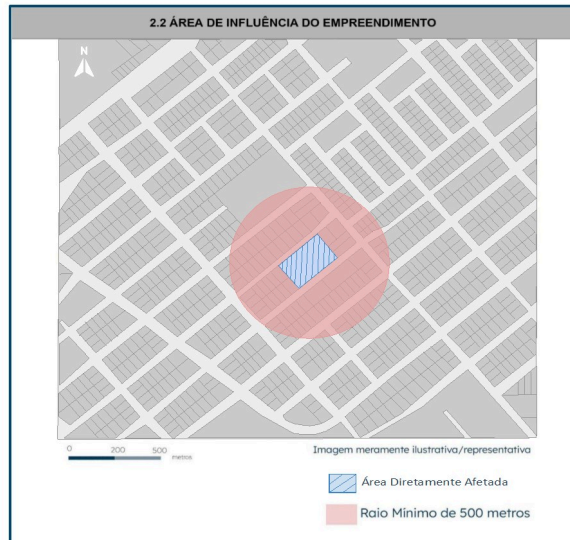 2.2 ÁREA DE INFLUÊNCIA DO EMPREENDIMENTO
N
0 200 500
metros
Imagem meramente ilustrativa/representativa
Área Diretamente Afetada
Raio Mínimo de 500 metros